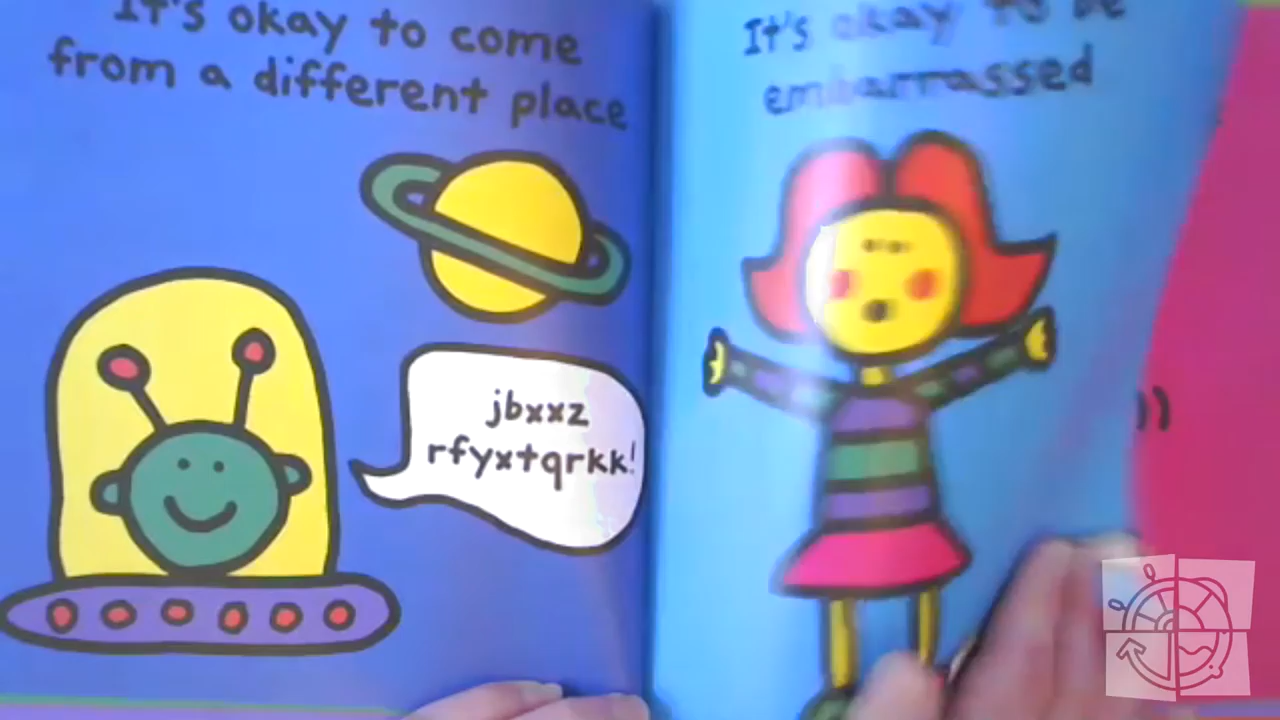 It's okay to come
from a different place
jbxxz
rfyxtqrkk!
It's okay to be
embarrassed